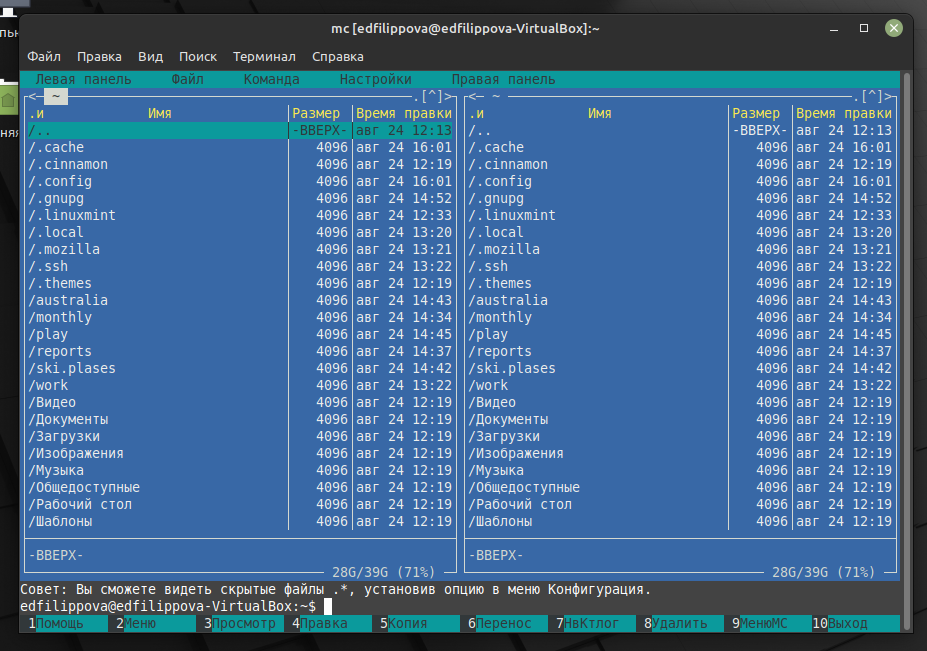 mc [edfilippova@edfilippova-VirtualBox]:~
Файл Правка Вид Поиск Терминал Справка
Левая панель Файл Команда Настройки Правая панель
<— ~ .[^]> <— ~ .[^]>
.и Имя Размер Время правки .и Имя Размер Время правки
/.. -ВВЕРХ- авг 24 12:13 /.. -ВВЕРХ- авг 24 12:13
/.cache 4096 авг 24 16:01 /.cache 4096 авг 24 16:01
/.cinnamon 4096 авг 24 12:19 /.cinnamon 4096 авг 24 12:19
/.config 4096 авг 24 16:01 /.config 4096 авг 24 16:01
/.gnupg 4096 авг 24 14:52 /.gnupg 4096 авг 24 14:52
/.linuxmint 4096 авг 24 12:33 /.linuxmint 4096 авг 24 12:33
/.local 4096 авг 24 13:20 /.local 4096 авг 24 13:20
/.mozilla 4096 авг 24 13:21 /.mozilla 4096 авг 24 13:21
/.ssh 4096 авг 24 13:22 /.ssh 4096 авг 24 13:22
/.themes 4096 авг 24 12:19 /.themes 4096 авг 24 12:19
/australia 4096 авг 24 14:43 /australia 4096 авг 24 14:43
/monthly 4096 авг 24 14:34 /monthly 4096 авг 24 14:34
/play 4096 авг 24 14:45 /play 4096 авг 24 14:45
/reports 4096 авг 24 14:37 /reports 4096 авг 24 14:37
/ski.plases 4096 авг 24 14:42 /ski.plases 4096 авг 24 14:42
/work 4096 авг 24 13:22 /work 4096 авг 24 13:22
/Видео 4096 авг 24 12:19 /Видео 4096 авг 24 12:19
/Документы 4096 авг 24 12:19 /Документы 4096 авг 24 12:19
/Загрузки 4096 авг 24 12:19 /Загрузки 4096 авг 24 12:19
/Изображения 4096 авг 24 12:19 /Изображения 4096 авг 24 12:19
/Музыка 4096 авг 24 12:19 /Музыка 4096 авг 24 12:19
/Общедоступные 4096 авг 24 12:19 /Общедоступные 4096 авг 24 12:19
/Рабочий стол 4096 авг 24 12:19 /Рабочий стол 4096 авг 24 12:19
/Шаблоны 4096 авг 24 12:19 /Шаблоны 4096 авг 24 12:19
-ВВЕРХ- -ВВЕРХ-
28G/39G (71%) 28G/39G (71%)
Совет: Вы сможете видеть скрытые файлы .*, установив опцию в меню Конфигурация.
edfilippova@edfilippova-VirtualBox:~$
1Помощь 2Меню 3Просмотр 4Правка 5Копия 6Перенос 7НвКтлог 8Удалить 9МенюMC 10Выход